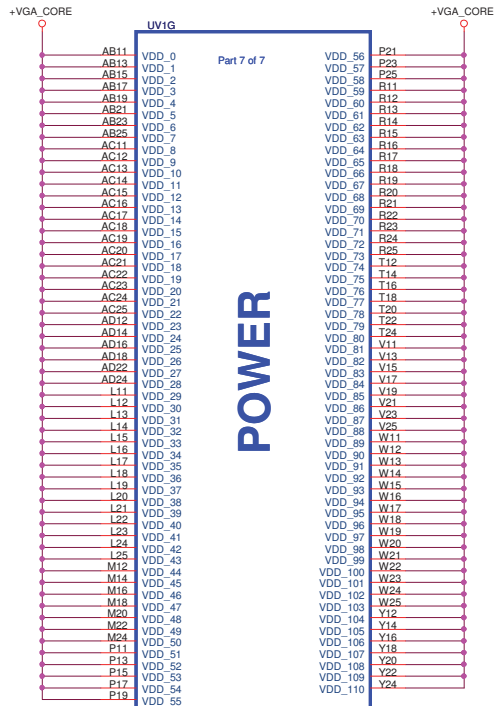 +VGA_CORE +VGA_CORE
UV1G
Part 7 of 7
AB11 VDD_0 VDD_56 P21
AB13 VDD_1 VDD_57 P23
AB15 VDD_2 VDD_58 P25
AB17 VDD_3 VDD_59 R11
AB19 VDD_4 VDD_60 R12
AB21 VDD_5 VDD_61 R13
AB23 VDD_6 VDD_62 R14
AB25 VDD_7 VDD_63 R15
AC11 VDD_8 VDD_64 R16
AC12 VDD_9 VDD_65 R17
AC13 VDD_10 VDD_66 R18
AC14 VDD_11 VDD_67 R19
AC15 VDD_12 VDD_68 R20
AC16 VDD_13 VDD_69 R21
AC17 VDD_14 VDD_70 R22
AC18 VDD_15 VDD_71 R23
AC19 VDD_16 VDD_72 R24
AC20 VDD_17 VDD_73 R25
AC21 VDD_18 VDD_74 T12
AC22 VDD_19 VDD_75 T14
AC23 VDD_20 VDD_76 T16
AC24 VDD_21 VDD_77 T18
AC25 VDD_22 VDD_78 T20
AD12 VDD_23 VDD_79 T22
AD14 VDD_24 VDD_80 T24
AD16 VDD_25 VDD_81 V11
AD18 VDD_26 VDD_82 V13
AD22 VDD_27 VDD_83 V15
AD24 VDD_28 VDD_84 V17
L11 VDD_29 VDD_85 V19
L12 VDD_30 VDD_86 V21
L13 VDD_31 VDD_87 V23
L14 VDD_32 VDD_88 V25
L15 VDD_33 VDD_89 W11
L16 VDD_34 VDD_90 W12
L17 VDD_35 VDD_91 W13
L18 VDD_36 VDD_92 W14
L19 VDD_37 VDD_93 W15
L20 VDD_38 VDD_94 W16
L21 VDD_39 VDD_95 W17
L22 VDD_40 VDD_96 W18
L23 VDD_41 VDD_97 W19
L24 VDD_42 VDD_98 W20
L25 VDD_43 VDD_99 W21
M12 VDD_44 VDD_100 W22
M14 VDD_45 VDD_101 W23
M16 VDD_46 VDD_102 W24
M18 VDD_47 VDD_103 W25
M20 VDD_48 VDD_104 Y12
M22 VDD_49 VDD_105 Y14
M24 VDD_50 VDD_106 Y16
P11 VDD_51 VDD_107 Y18
P13 VDD_52 VDD_108 Y20
P15 VDD_53 VDD_109 Y22
P17 VDD_54 VDD_110 Y24
P19 VDD_55
POWER